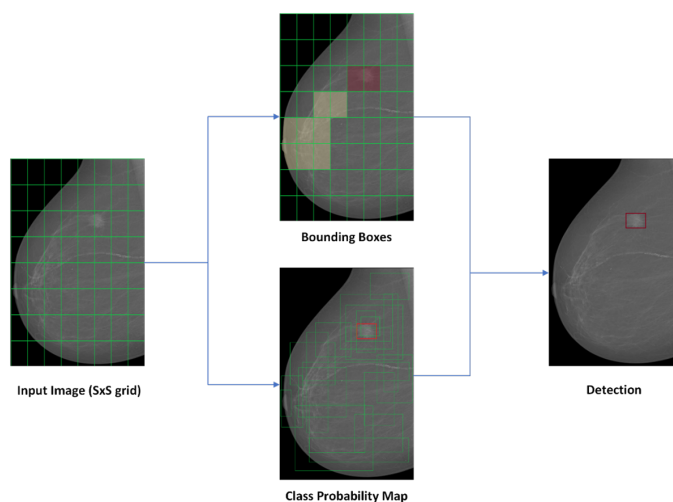 Bounding Boxes
Input Image (SxS grid)
Detection
Class Probability Map